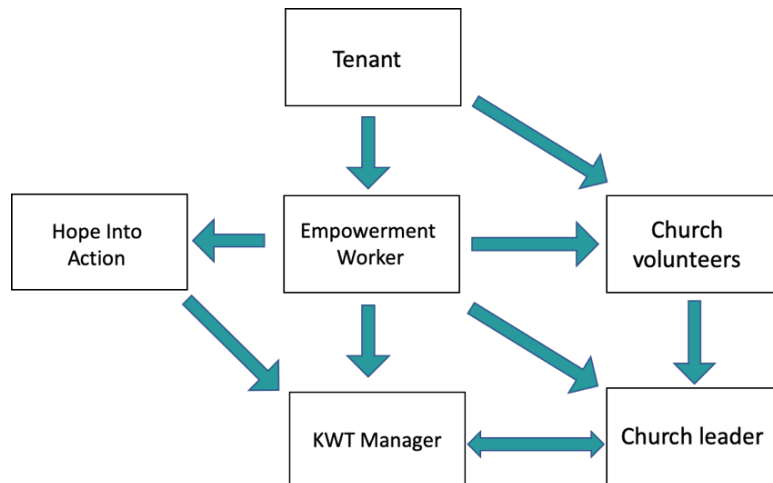 Tenant
Hope Into
Action
Empowerment
Worker
Church
volunteers
KWT Manager
Church leader